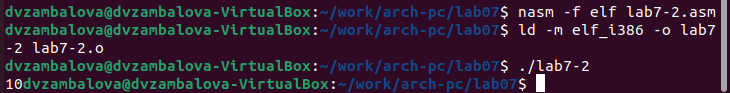 dvzambalova@dvzambalova-VirtualBox:~/work/arch-pc/lab07$ nasm -f elf lab7-2.asm
dvzambalova@dvzambalova-VirtualBox:~/work/arch-pc/lab07$ ld -m elf_i386 -o lab7
-2 lab7-2.o
dvzambalova@dvzambalova-VirtualBox:~/work/arch-pc/lab07$ ./lab7-2
10dvzambalova@dvzambalova-VirtualBox:~/work/arch-pc/lab07$